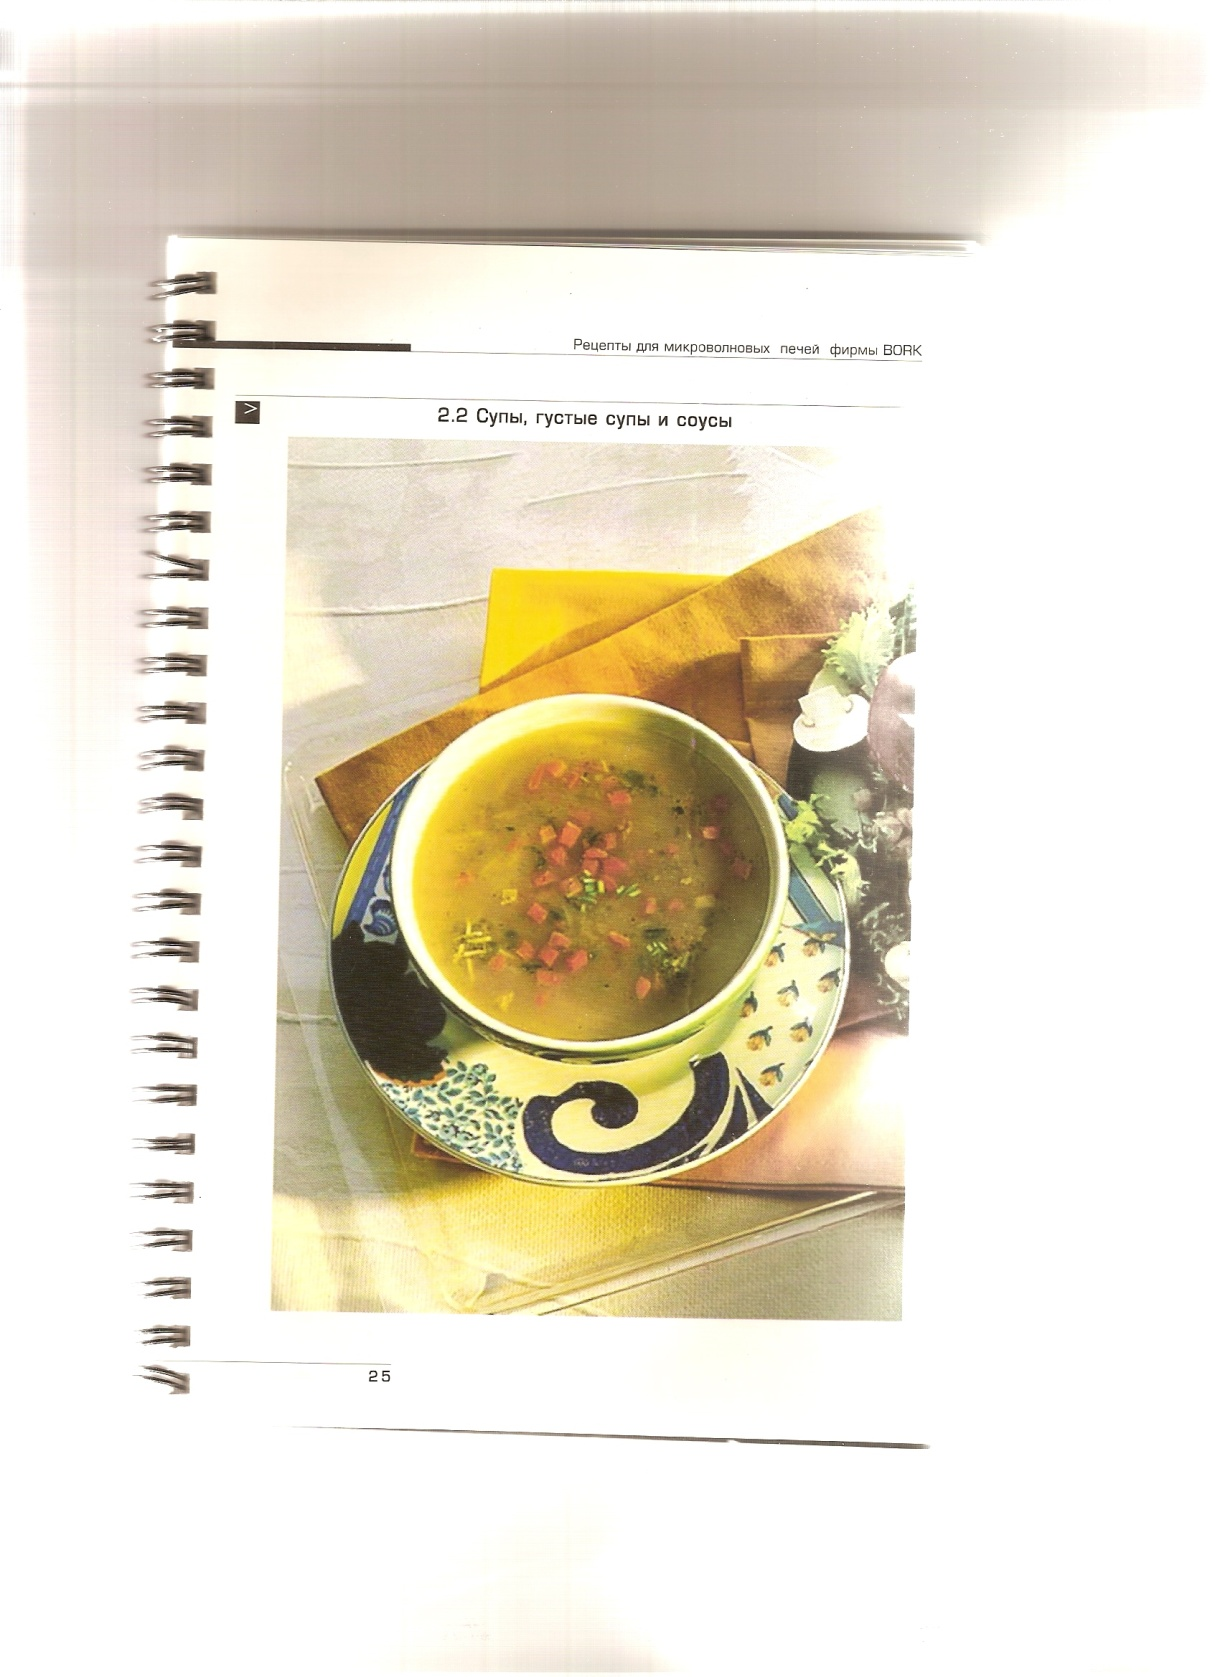 Рецепты для микроволновых печей фирмы BORK
>
2.2 Супы, густые супы и соусы
25